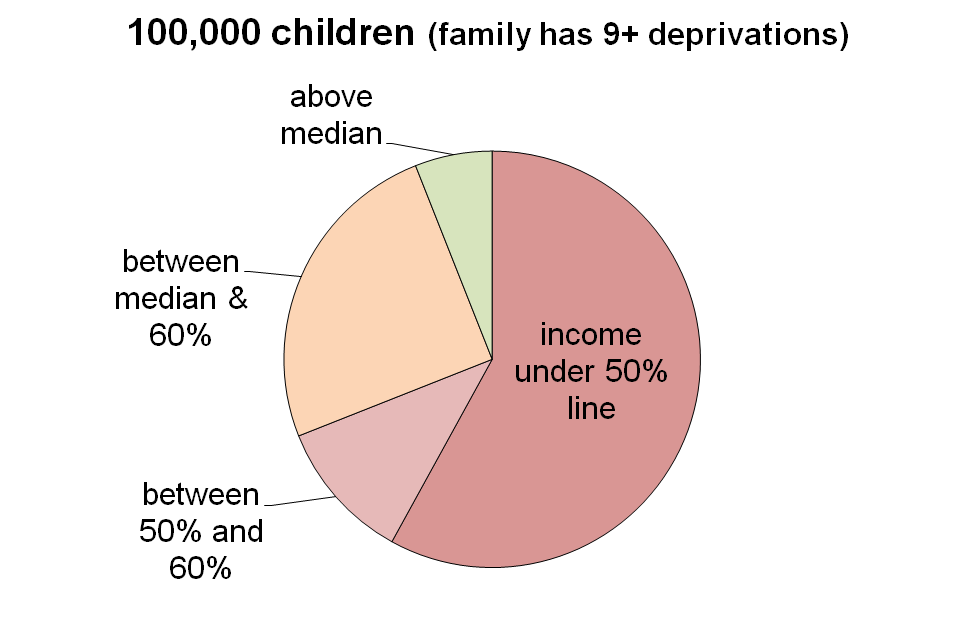 100,000 children (family has 9+ deprivations)
above
median
between
median &
60%
income
under 50%
line
between
50% and
60%